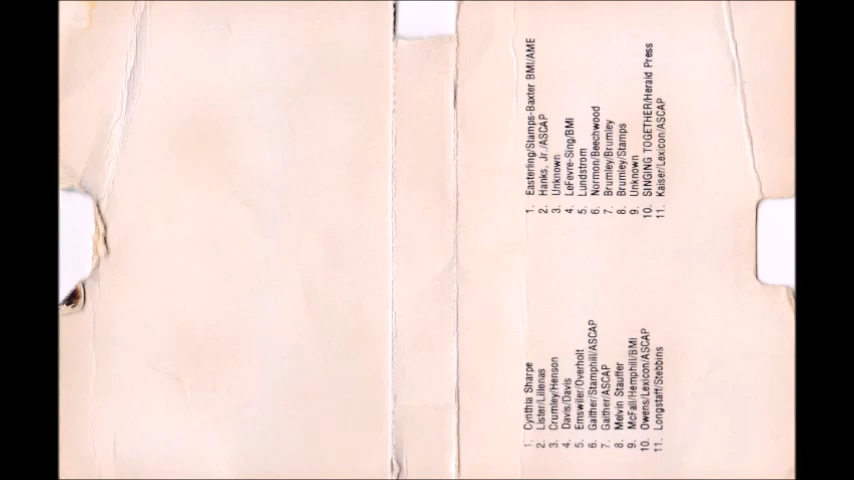 1. Cynthia Sharpe
2. Lister/Lillenas
3. Crumley/Henson
4. Davis/Davis
5. Emswiler/Overholt
6. Gaither/Stamphill/ASCAP
7. Gaither/ASCAP
8. Melvin Stauffer
9. McFall/Hemphill/BMI
10. Owens/Lexicon/ASCAP
11. Longstaff/Stebbins
1. Easterling/Stamps-Baxter BMI/AME
2. Hanks, Jr./ASCAP
3. Unknown
4. LeFevre-Sing/BMI
5. Lundstrom
6. Norman/Beechwood
7. Brumley/Brumley
8. Brumley/Stamps
9. Unknown
10. SINGING TOGETHER/Herald Press
11. Kaiser/Lexicon/ASCAP